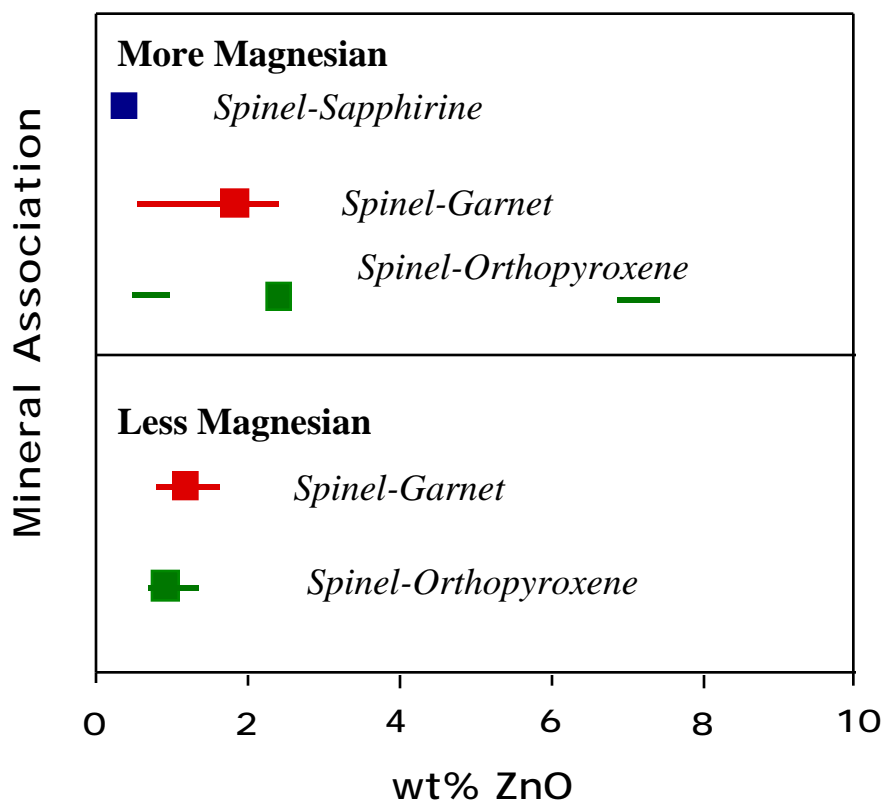 More Magnesian
Spinel-Sapphirine
Spinel-Garnet
Spinel-Orthopyroxene
Less Magnesian
Spinel-Garnet
Spinel-Orthopyroxene
Mineral Association
0 2 4 6 8 10
wt% ZnO